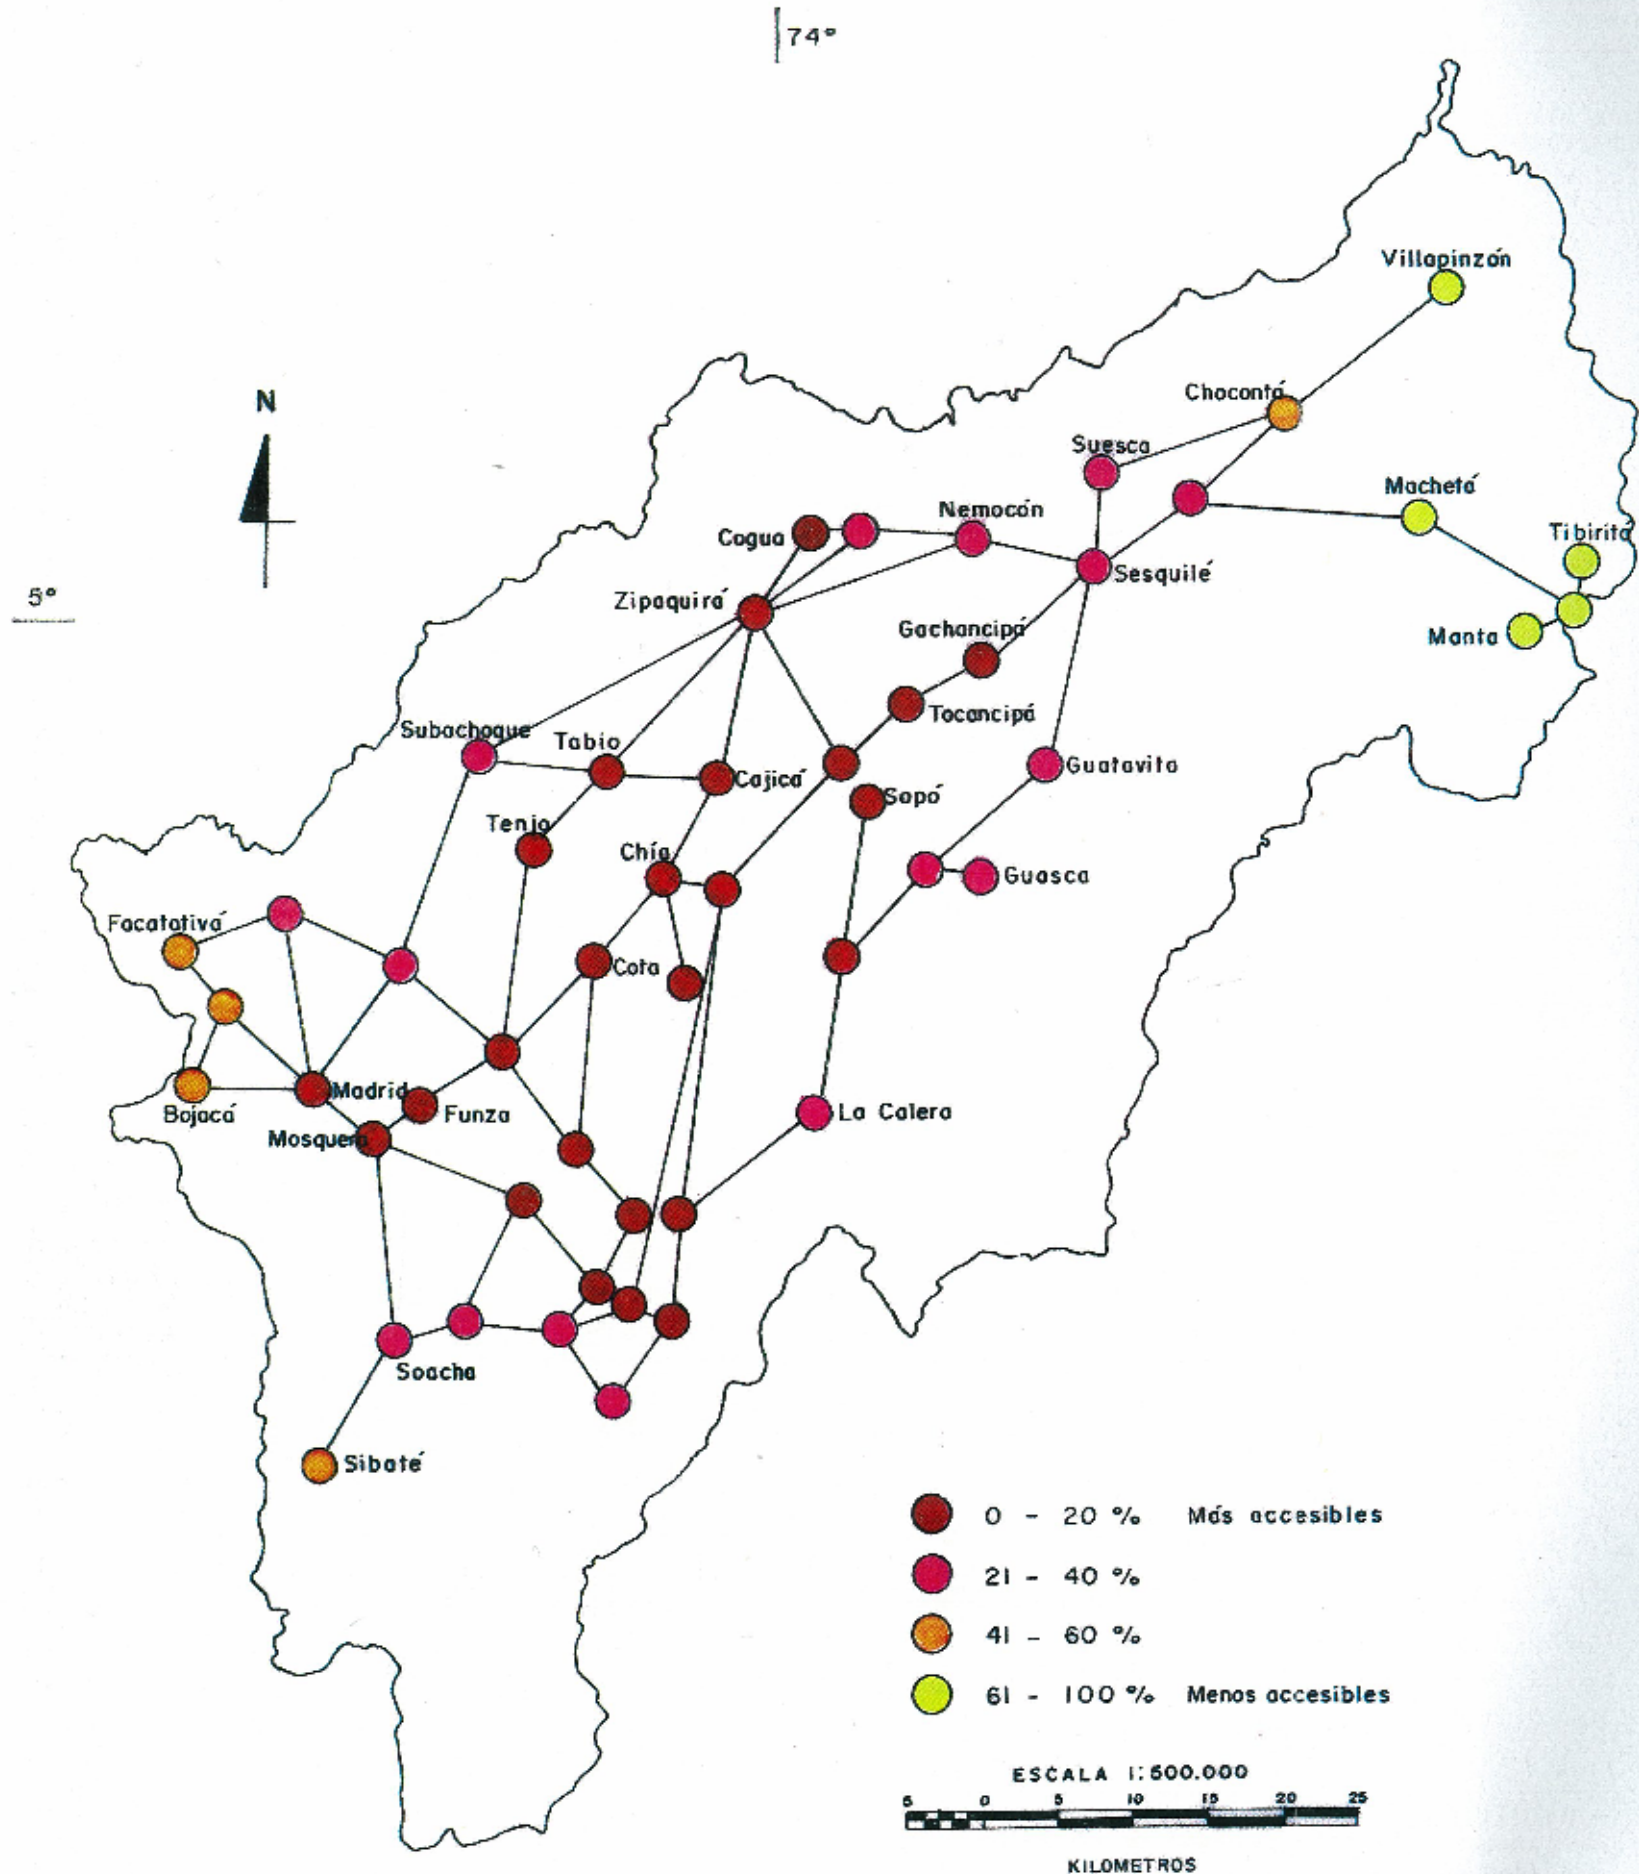 74°
Villapinzón
Chocontá
N
Suesca
Machetá
Nemocón
Tibiritá
Cogua
Sesquilé
5°
Zipaquirá
Gachancipá
Manta
Tocancipá
Subachoque
Tabio
Cajicá
Guatavita
Sopó
Tenjo
Chía
Guasca
Facatativá
Cota
Madrid
Bojacá
Funza
La Calera
Mosquera
Soacha
Sibaté
0 - 20 % Más accesibles
21 - 40 %
41 - 60 %
61 - 100 % Menos accesibles
ESCALA 1:500.000
5 0 5 10 15 20 25
KILOMETROS